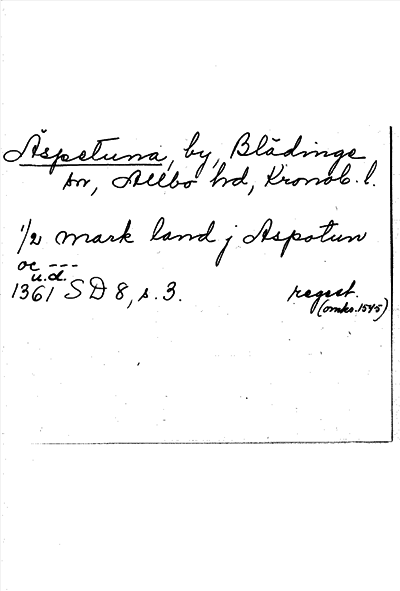 Äspetuna, by, Blädinge
sn, Allbo hd, Kronob. l.
1/2 mark land j Aspotun
oc ---
u.d.
1361 SD 8, s. 3. regest.
(omkr. 1545)